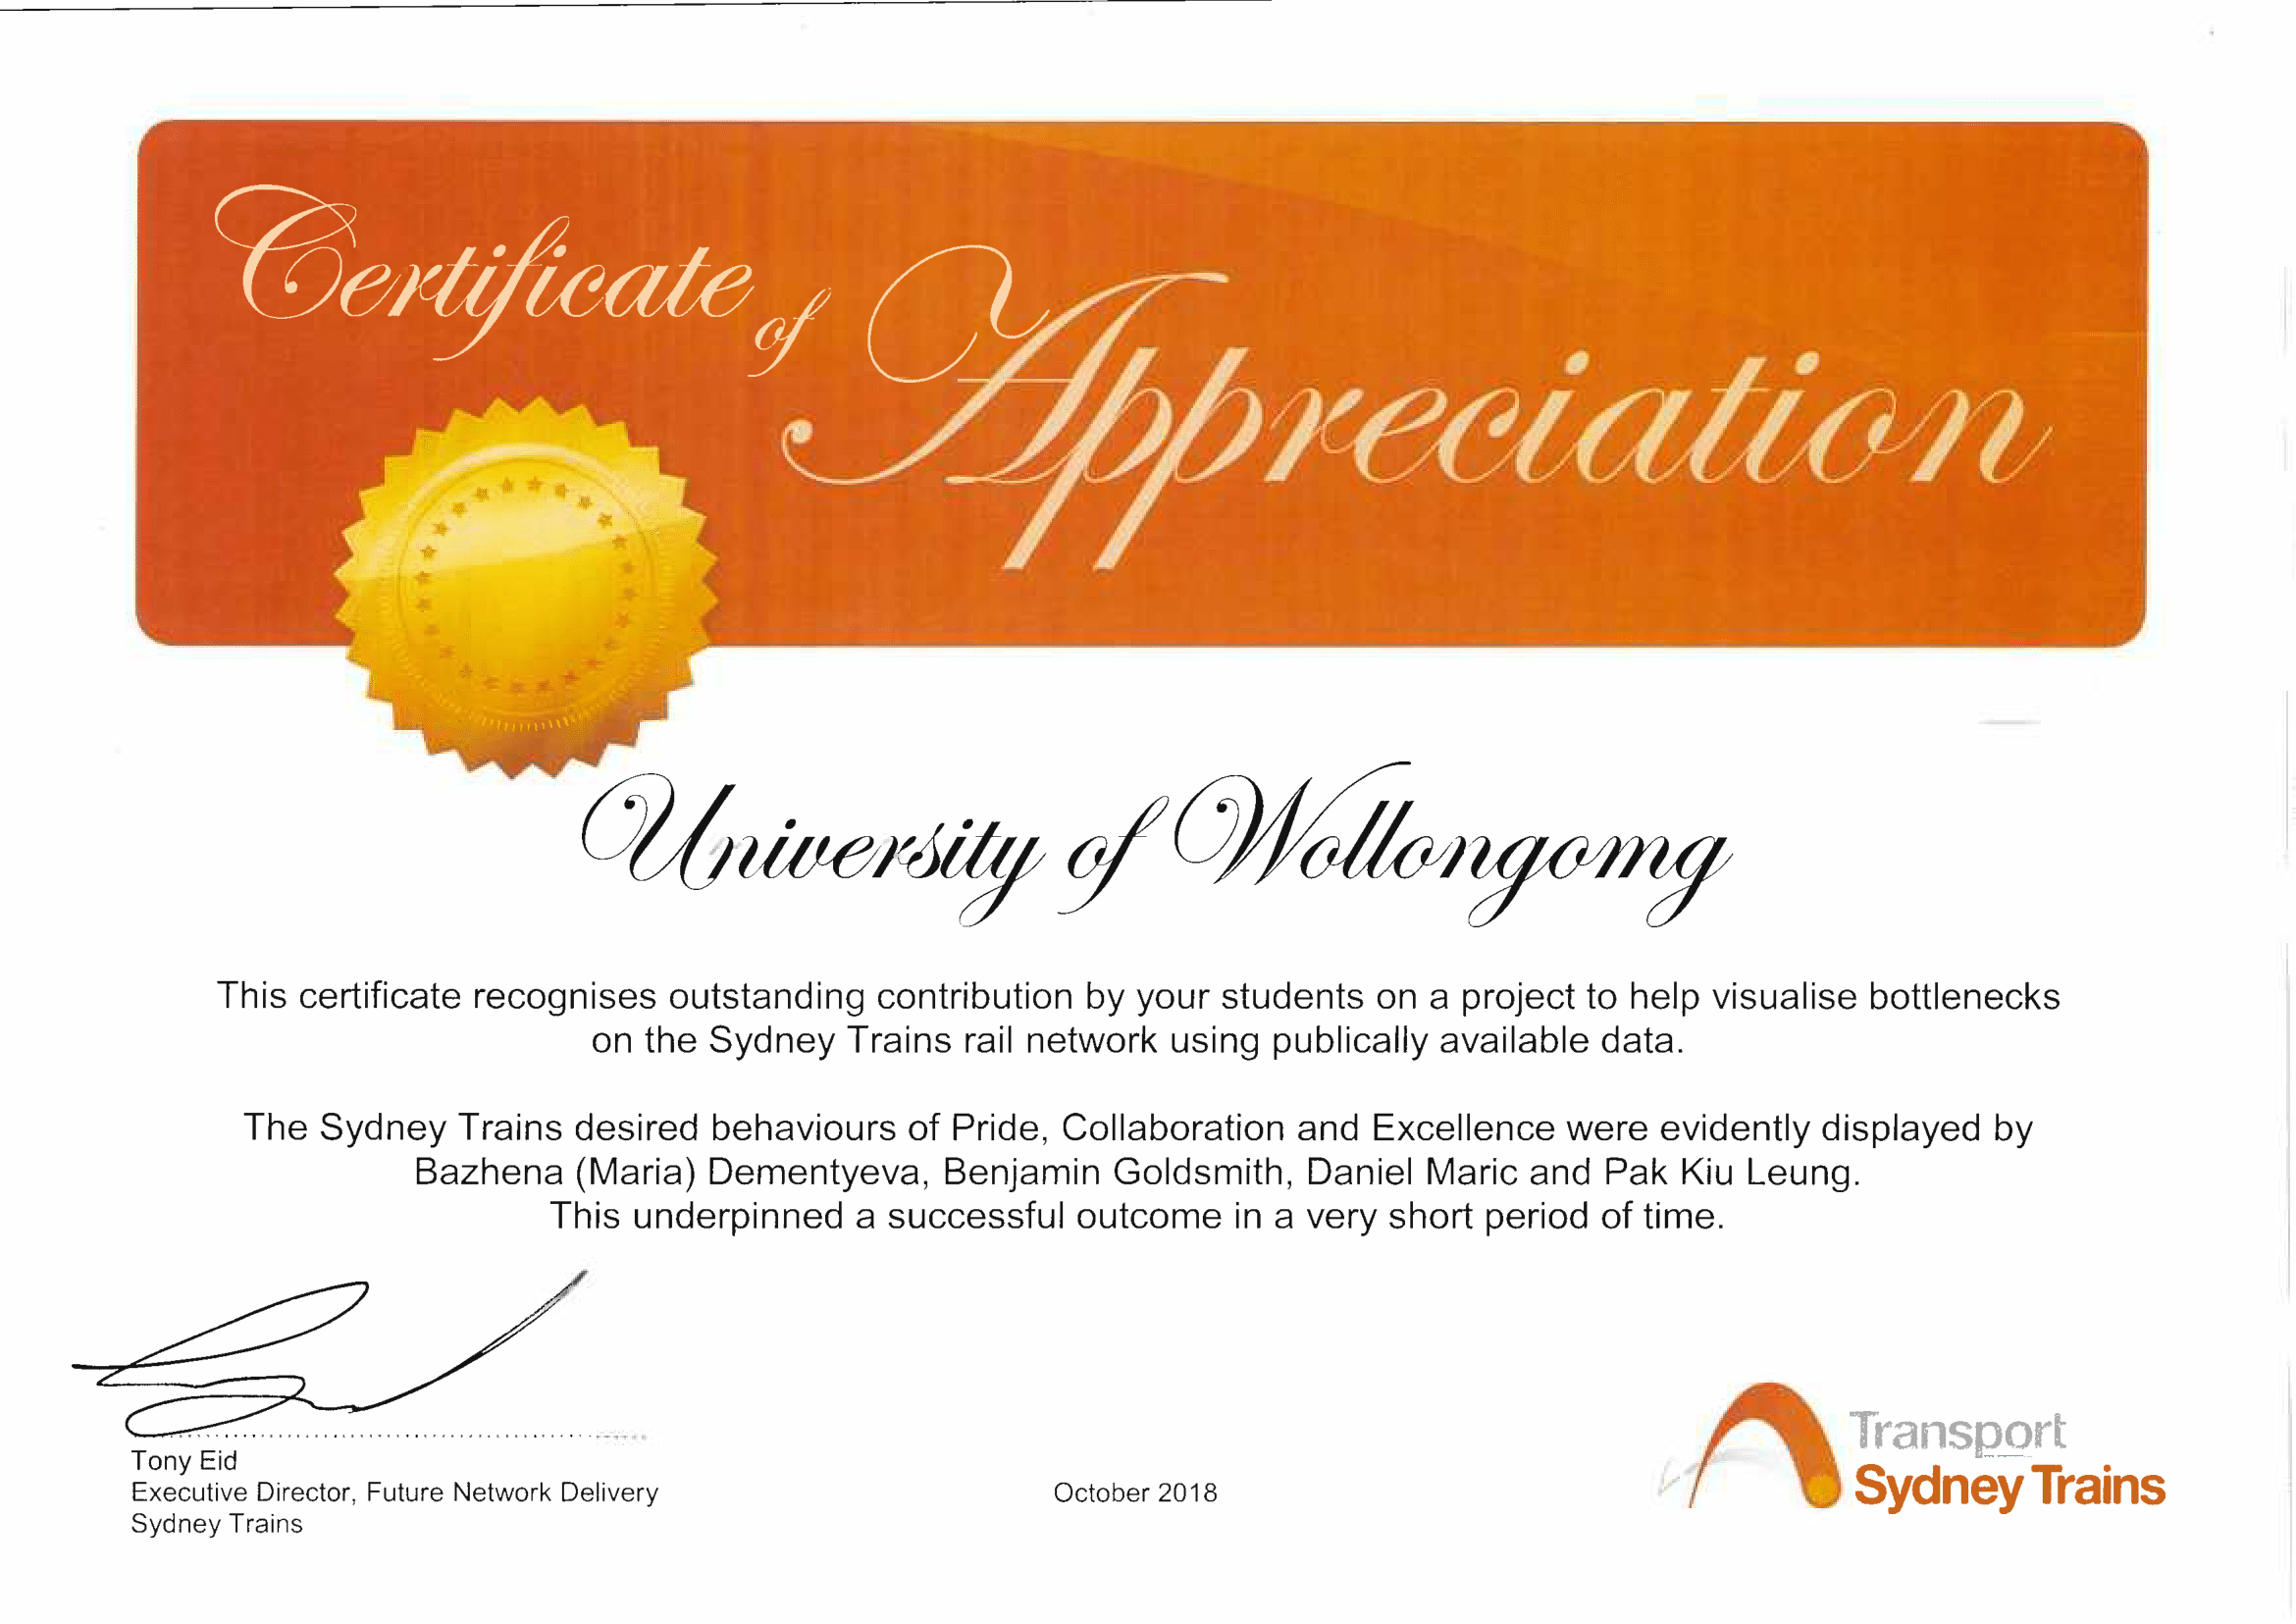 Certificate of Appreciation
University of Wollongomg
This certificate recognises outstanding contribution by your students on a project to help visualise bottlenecks
on the Sydney Trains rail network using publically available data.
The Sydney Trains desired behaviours of Pride, Collaboration and Excellence were evidently displayed by
Bazhena (Maria) Dementyeva, Benjamin Goldsmith, Daniel Maric and Pak Kiu Leung.
This underpinned a successful outcome in a very short period of time.
Tony Eid
Executive Director, Future Network Delivery
Sydney Trains
October 2018
Transport
Sydney Trains